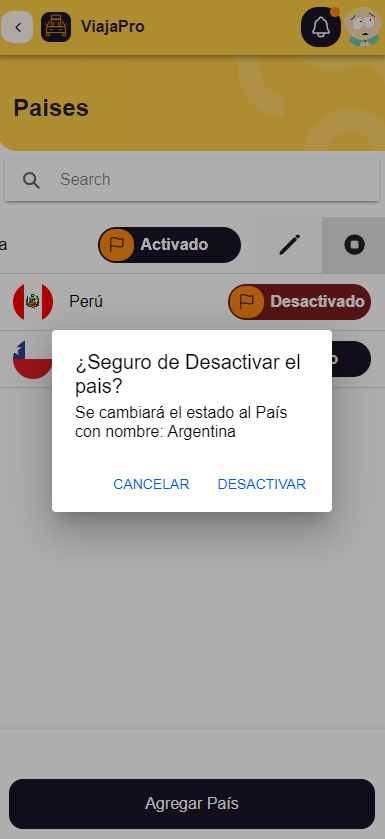 ViajaPro
Paises
Search
a Activado
Perú Desactivado
o
¿Seguro de Desactivar el
pais?
Se cambiará el estado al País
con nombre: Argentina
CANCELAR DESACTIVAR
Agregar País